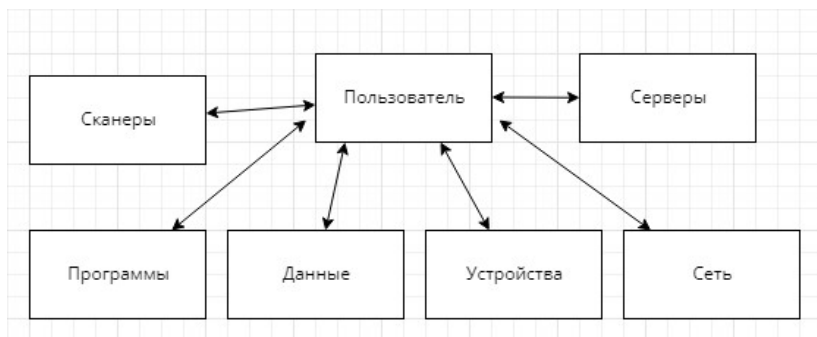 Пользователь
Серверы
Сканеры
Программы
Данные
Устройства
Сеть